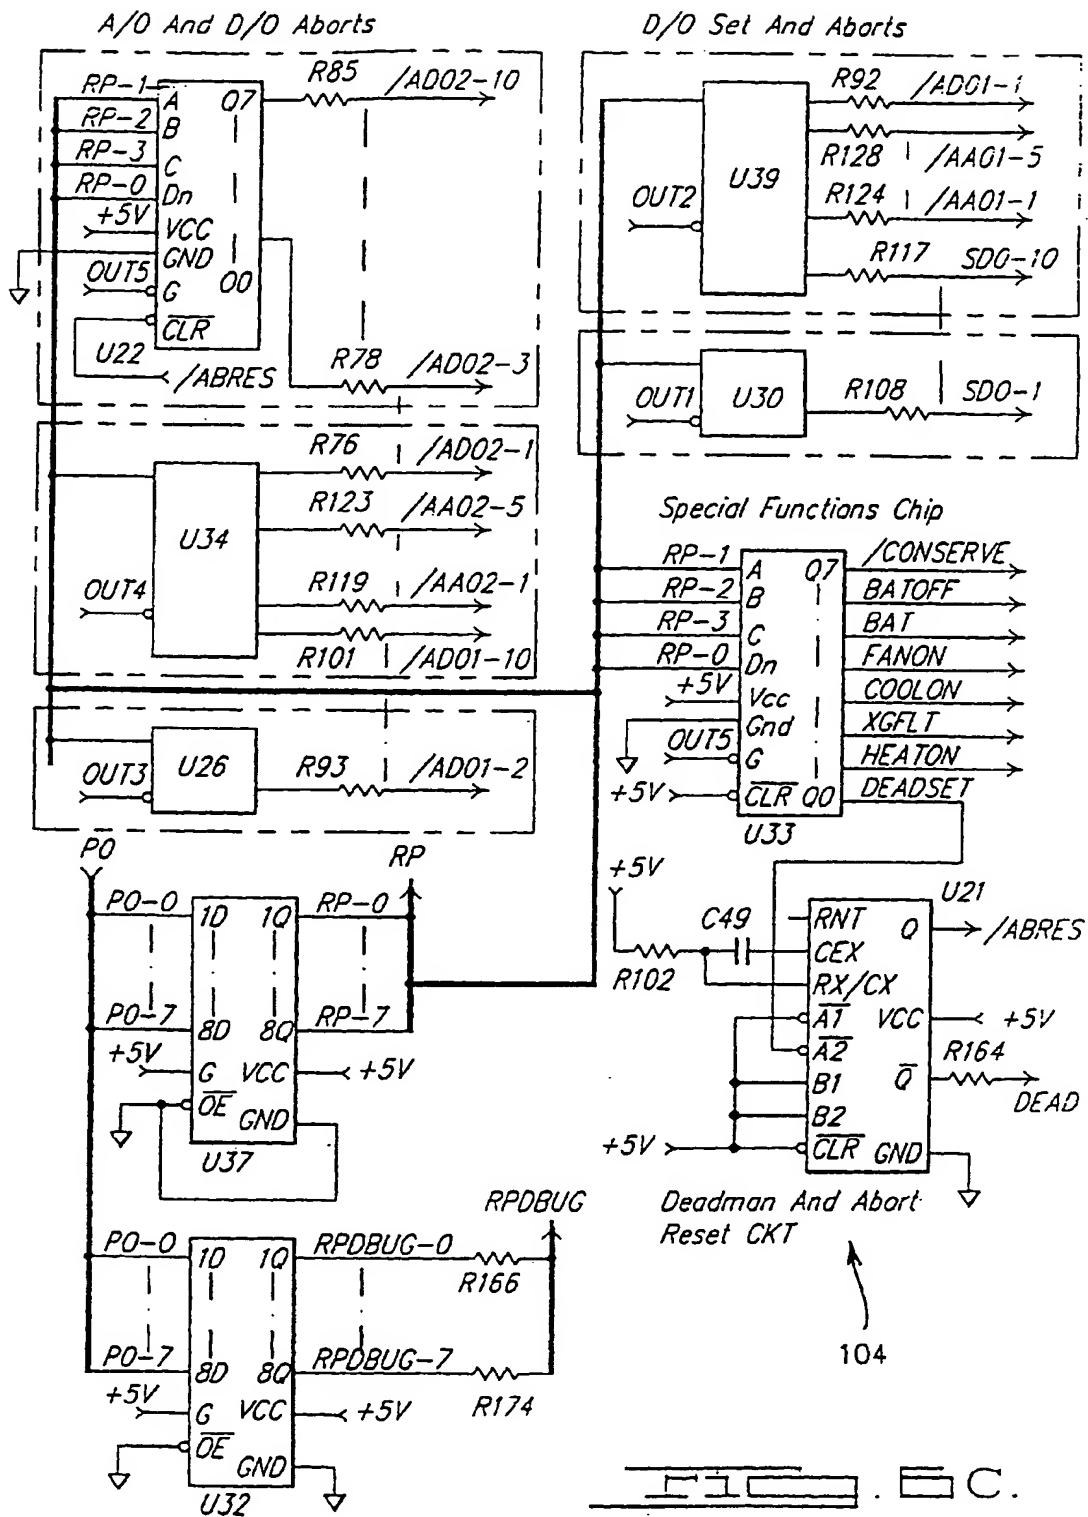 A/O And D/O Aborts
RP-1
RP-2
RP-3
RP-0
+5V
OUT5
A
B
C
Dn
VCC
GND
G
CLR
Q7
O0
U22
/ABRES
R85
/AD02-10
R78
/AD02-3
U34
OUT4
R76
/AD02-1
R123
/AA02-5
R119
/AA02-1
R101
/AD01-10
U26
OUT3
R93
/AD01-2
D/O Set And Aborts
U39
OUT2
R92
/AD01-1
R128
/AA01-5
R124
/AA01-1
R117
SDO-10
U30
OUT1
R108
SDO-1
Special Functions Chip
RP-1
RP-2
RP-3
RP-0
+5V
OUT5
+5V
A
B
C
Dn
Vcc
Gnd
G
CLR
Q7
Q0
U33
/CONSERVE
BATOFF
BAT
FANON
COOLON
XGFLT
HEATON
DEADSET
PO
RP
PO-0
PO-7
+5V
1D
8D
G
OE
1Q
8Q
VCC
GND
RP-0
RP-7
+5V
U37
PO-0
PO-7
+5V
1D
8D
G
OE
1Q
8Q
VCC
GND
RPDBUG-0
RPDBUG-7
+5V
U32
R166
R174
RPDBUG
+5V
R102
C49
U21
RNT
CEX
RX/CX
A1
A2
B1
B2
CLR
Q
VCC
Q
GND
/ABRES
+5V
R164
DEAD
+5V
Deadman And Abort
Reset CKT
104
FIG. 6C.